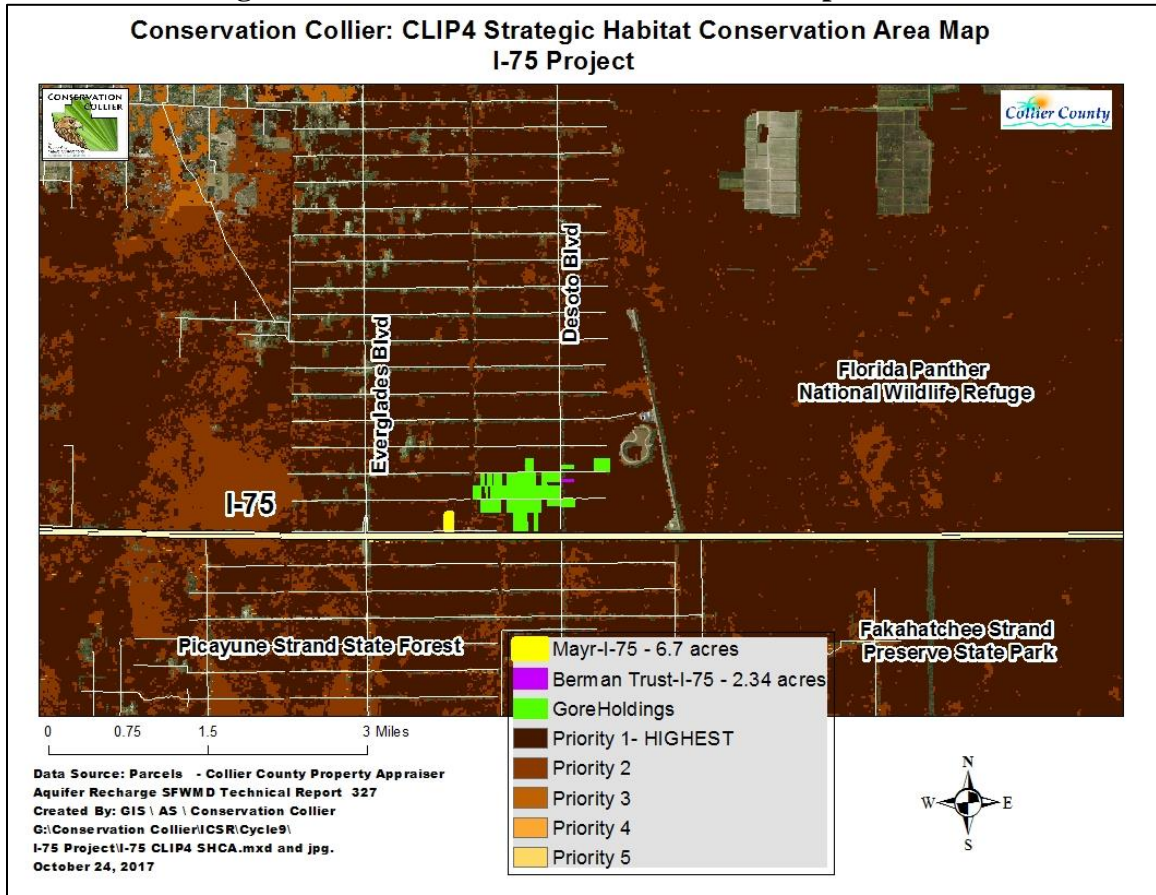 Conservation Collier: CLIP4 Strategic Habitat Conservation Area Map
I-75 Project
CONSERVATION
COLLIER
Collier County
Desoto Blvd
Everglades Blvd
Florida Panther
National Wildlife Refuge
I-75
Picayune Strand State Forest
Fakahatchee Strand
Preserve State Park
Mayr-I-75 - 6.7 acres
Berman Trust-I-75 - 2.34 acres
GoreHoldings
Priority 1- HIGHEST
Priority 2
Priority 3
Priority 4
Priority 5
0 0.75 1.5 3 Miles
Data Source: Parcels - Collier County Property Appraiser
Aquifer Recharge SFWMD Technical Report 327
Created By: GIS \ AS \ Conservation Collier
G:\Conservation Collier\ICSR\Cycle9\
I-75 Project\I-75 CLIP4 SHCA.mxd and jpg.
October 24, 2017
N
W E
S